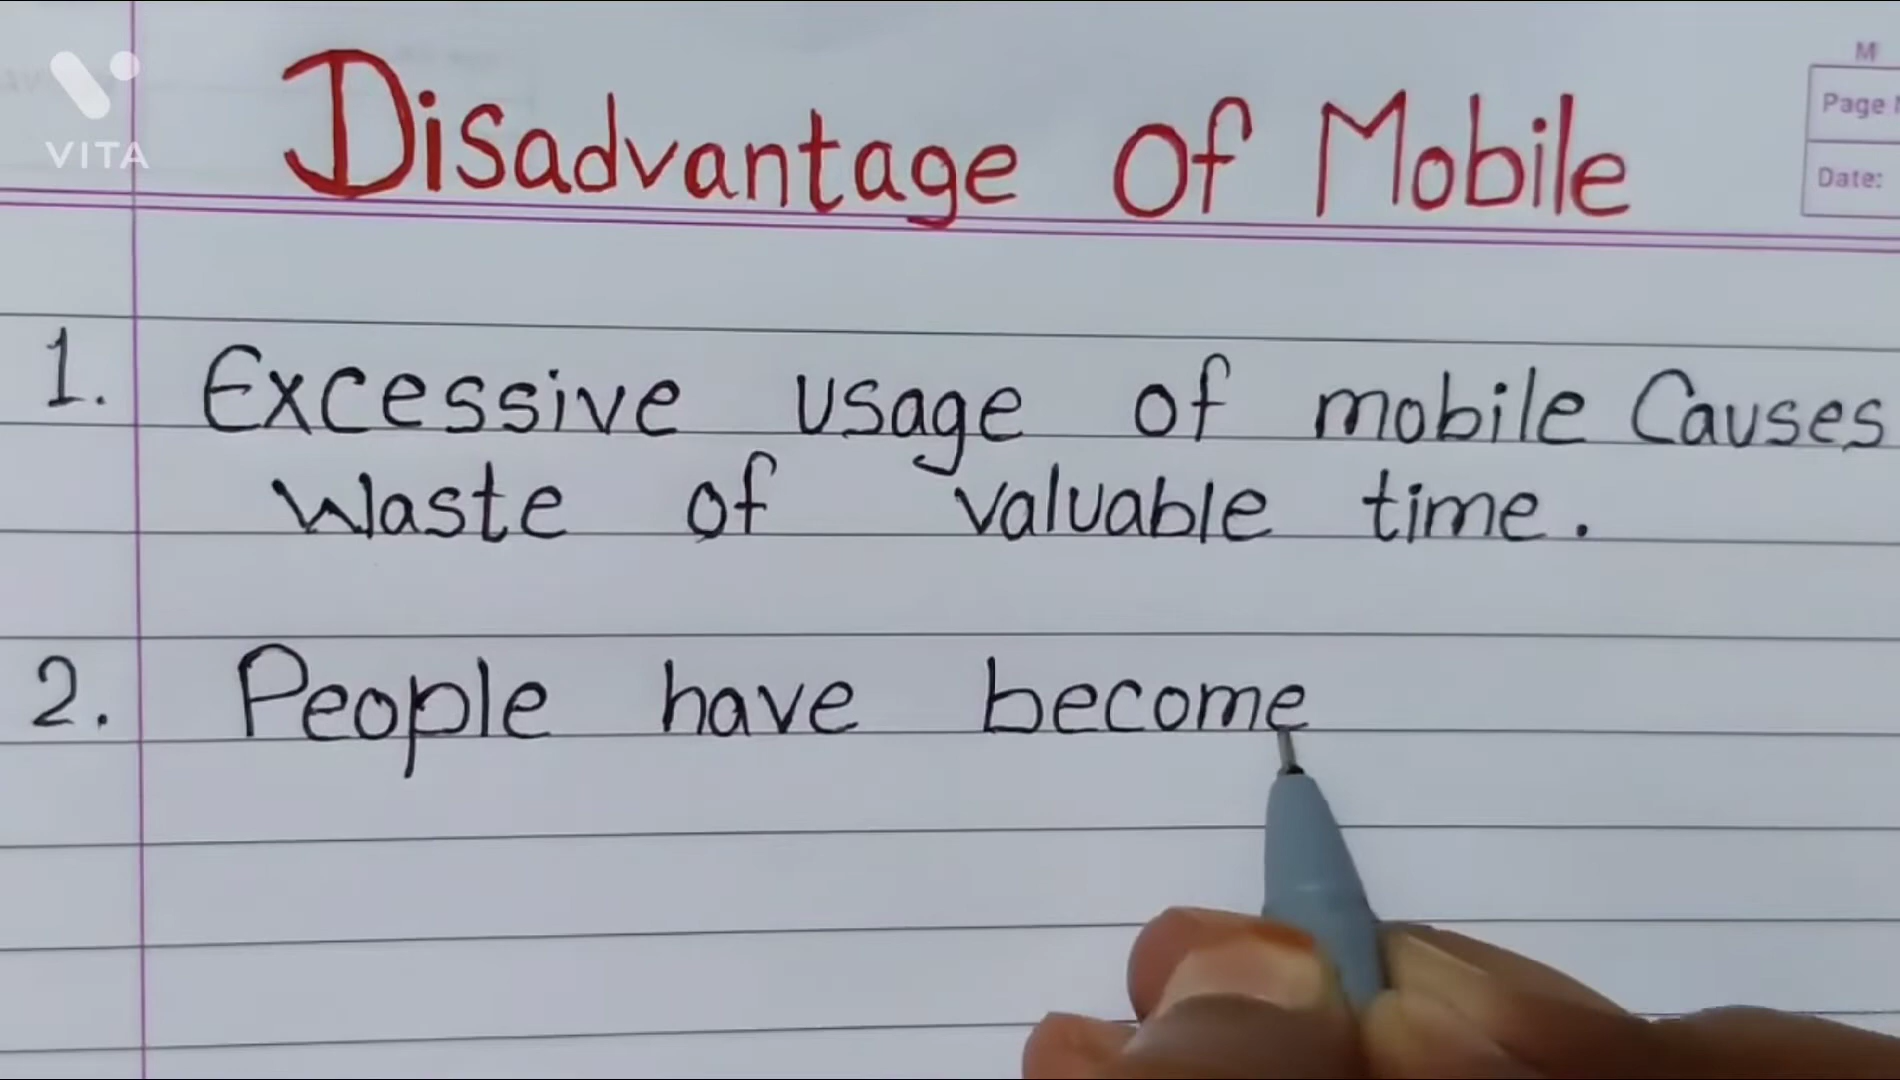 VITA
Disadvantage Of Mobile
M
Page
Date:
1. Excessive usage of mobile Causes
Waste of valuable time.
2. People have become